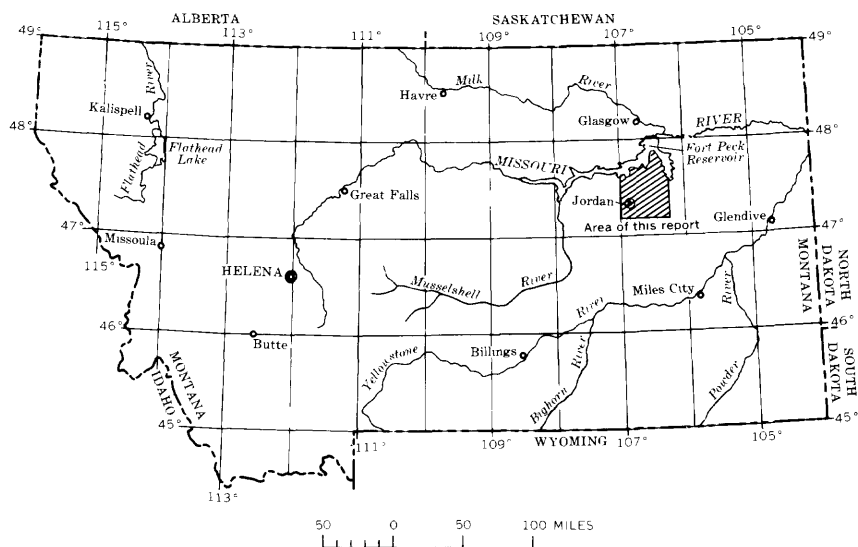 ALBERTA
SASKATCHEWAN
49°
115°
113°
109°
107°
105°
49°
River
Kalispell
Havre
Milk
River
Glasgow
RIVER
48°
48°
Flathead
Lake
Fort Peck
Reservoir
Flathead
MISSOURI
Great Falls
Jordan
Glendive
47°
47°
Area of this report
Missoula
115°
HELENA
Musselshell
River
Miles City
River
MONTANA
NORTH
DAKOTA
46°
46°
Butte
Yellowstone
Billings
River
River
Bighorn
Powder
SOUTH
DAKOTA
MONTANA
IDAHO
45°
45°
111°
109°
WYOMING
107°
105°
113°
50 0 50 100 MILES